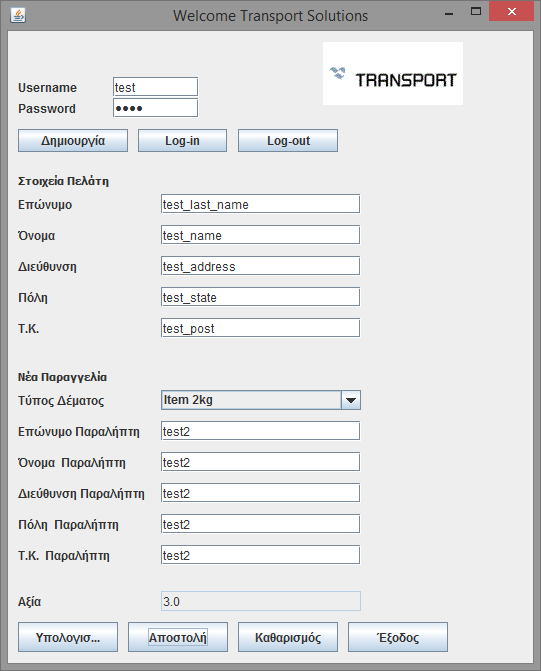 Welcome Transport Solutions
TRANSPORT
Username test
Password ••••
Δημιουργία Log-in Log-out
Στοιχεία Πελάτη
Επώνυμο test_last_name
Όνομα test_name
Διεύθυνση test_address
Πόλη test_state
Τ.Κ. test_post
Νέα Παραγγελία
Τύπος Δέματος Item 2kg
Επώνυμο Παραλήπτη test2
Όνομα Παραλήπτη test2
Διεύθυνση Παραλήπτη test2
Πόλη Παραλήπτη test2
Τ.Κ. Παραλήπτη test2
Αξία 3.0
Υπολογισ... Αποστολή Καθαρισμός Έξοδος